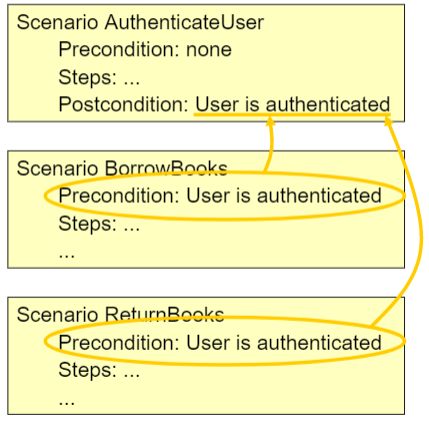 Scenario AuthenticateUser
Precondition: none
Steps: ...
Postcondition: User is authenticated
Scenario BorrowBooks
Precondition: User is authenticated
Steps: ...
...
Scenario ReturnBooks
Precondition: User is authenticated
Steps: ...
...